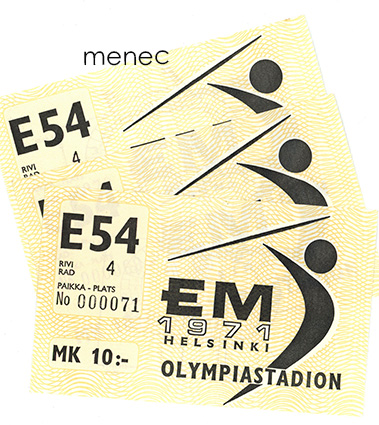 menec
E54
RIVI
RAD 4
E54
RIVI
RAD 4
PAIKKA - PLATS
No 000071
EM
1971
HELSINKI
MK 10:-
OLYMPIASTADION